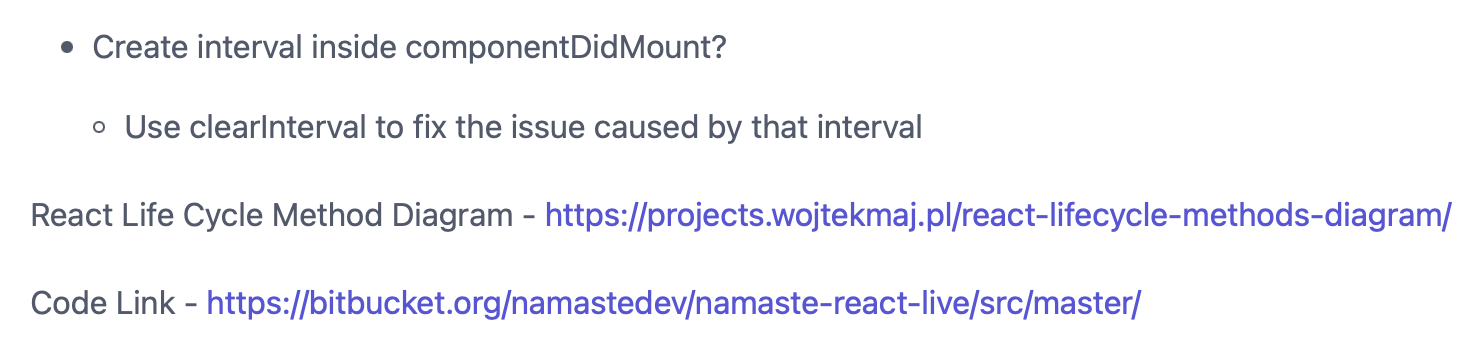 • Create interval inside componentDidMount?
○ Use clearInterval to fix the issue caused by that interval
React Life Cycle Method Diagram - https://projects.wojtekmaj.pl/react-lifecycle-methods-diagram/
Code Link - https://bitbucket.org/namastedev/namaste-react-live/src/master/